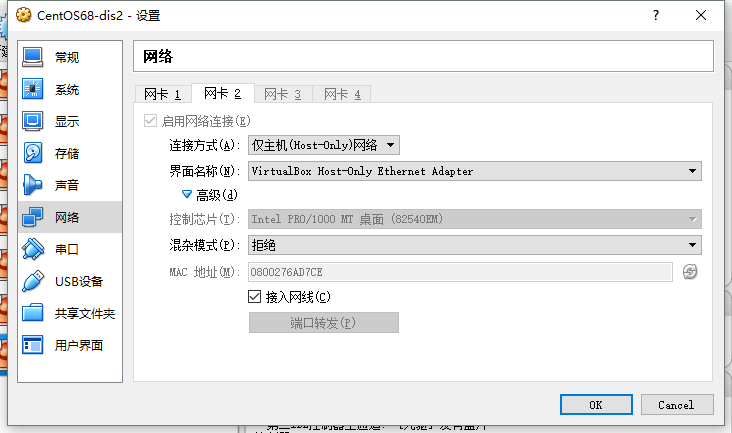 CentOS68-dis2 - 设置
?
常规
系统
显示
存储
声音
网络
串口
USB设备
共享文件夹
用户界面
网络
网卡 1 网卡 2 网卡 3 网卡 4
启用网络连接(E)
连接方式(A): 仅主机(Host-Only)网络
界面名称(N): VirtualBox Host-Only Ethernet Adapter
高级(d)
控制芯片(T): Intel PRO/1000 MT 桌面 (82540EM)
混杂模式(P): 拒绝
MAC 地址(M): 0800276AD7CE
接入网线(C)
端口转发(P)
OK Cancel